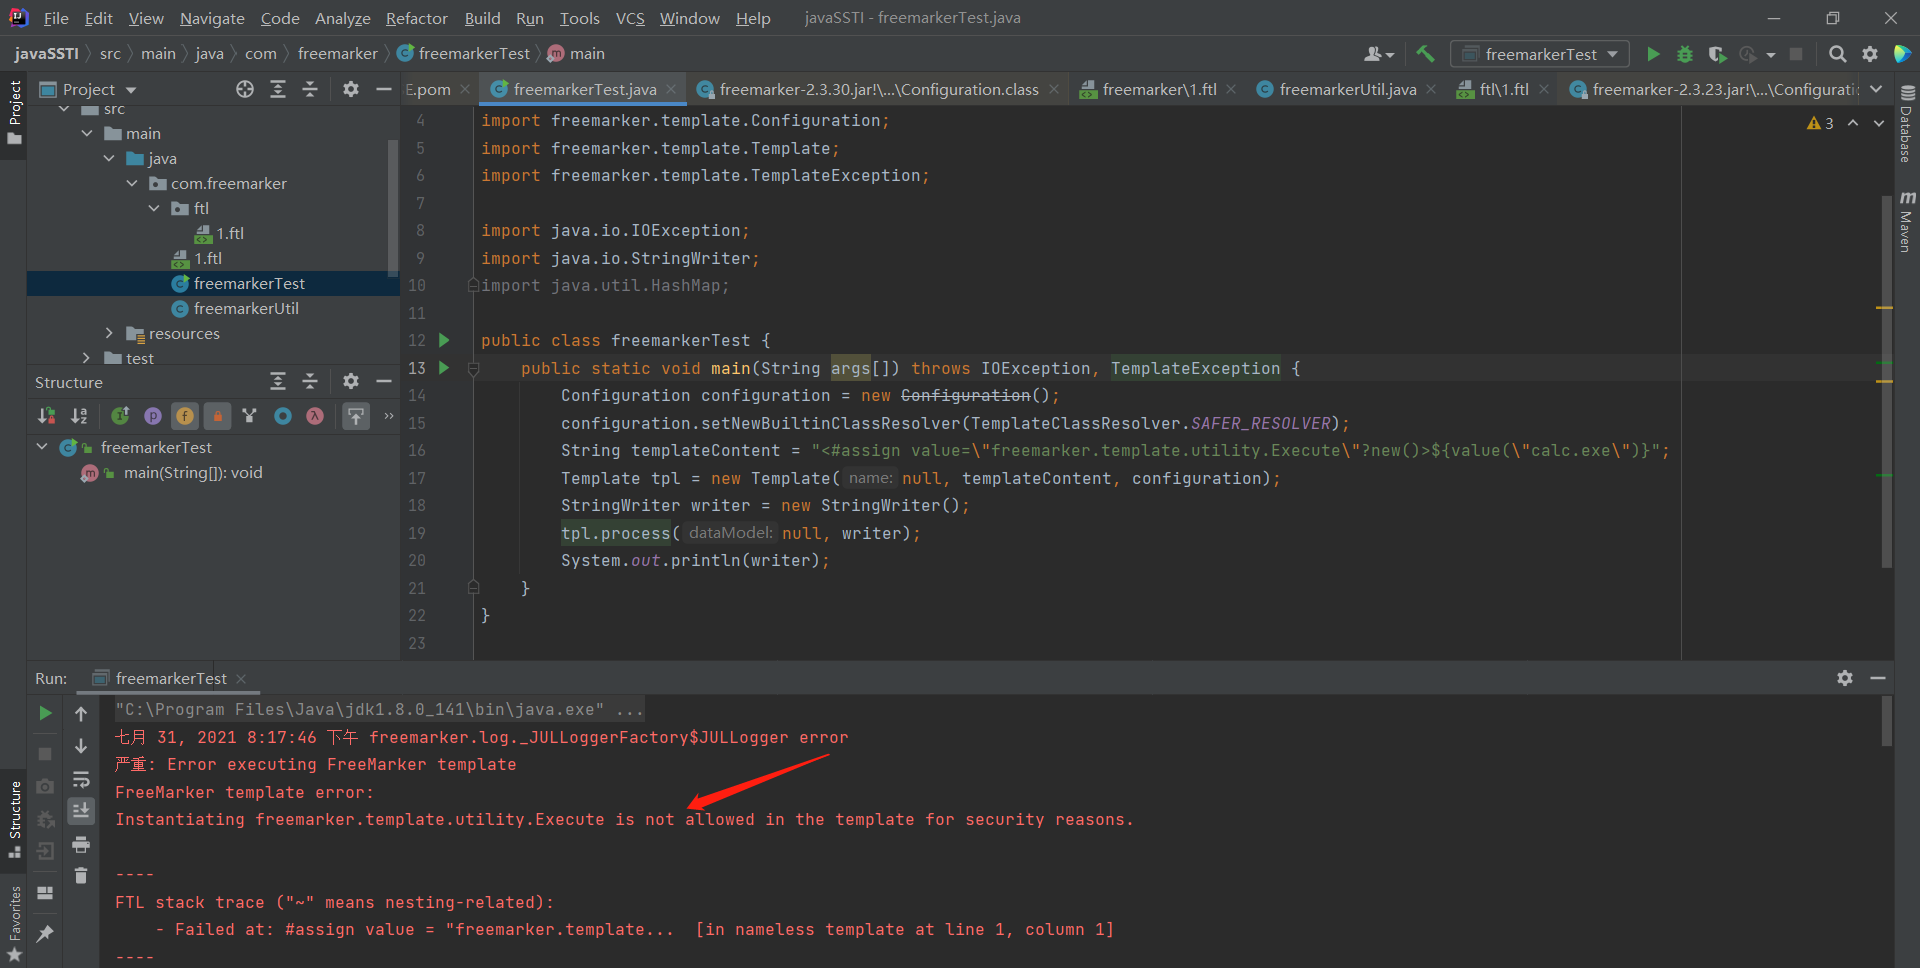 File Edit View Navigate Code Analyze Refactor Build Run Tools VCS Window Help javaSSTI - freemarkerTest.java
javaSSTI src main java com freemarker freemarkerTest main freemarkerTest
Project
E.pom freemarkerTest.java freemarker-2.3.30.jar!\...\Configuration.class freemarker\1.ftl freemarkerUtil.java ftl\1.ftl freemarker-2.3.23.jar!\...\Configurati
Project
src
main
java
com.freemarker
ftl
1.ftl
1.ftl
freemarkerTest
freemarkerUtil
resources
test
Structure
freemarkerTest
main(String[]): void
3
4 import freemarker.template.Configuration;
5 import freemarker.template.Template;
6 import freemarker.template.TemplateException;
7
8 import java.io.IOException;
9 import java.io.StringWriter;
10 import java.util.HashMap;
11
12 public class freemarkerTest {
13 public static void main(String args[]) throws IOException, TemplateException {
14 Configuration configuration = new Configuration();
15 configuration.setNewBuiltinClassResolver(TemplateClassResolver.SAFER_RESOLVER);
16 String templateContent = "<#assign value=\"freemarker.template.utility.Execute\"?new()>${value(\"calc.exe\")}";
17 Template tpl = new Template( name: null, templateContent, configuration);
18 StringWriter writer = new StringWriter();
19 tpl.process( dataModel: null, writer);
20 System.out.println(writer);
21 }
22 }
23
Database
Maven
Run: freemarkerTest
"C:\Program Files\Java\jdk1.8.0_141\bin\java.exe" ...
七月 31, 2021 8:17:46 下午 freemarker.log._JULLoggerFactory$JULLogger error
严重: Error executing FreeMarker template
FreeMarker template error:
Instantiating freemarker.template.utility.Execute is not allowed in the template for security reasons.
----
FTL stack trace ("~" means nesting-related):
- Failed at: #assign value = "freemarker.template... [in nameless template at line 1, column 1]
----
Structure
Favorites